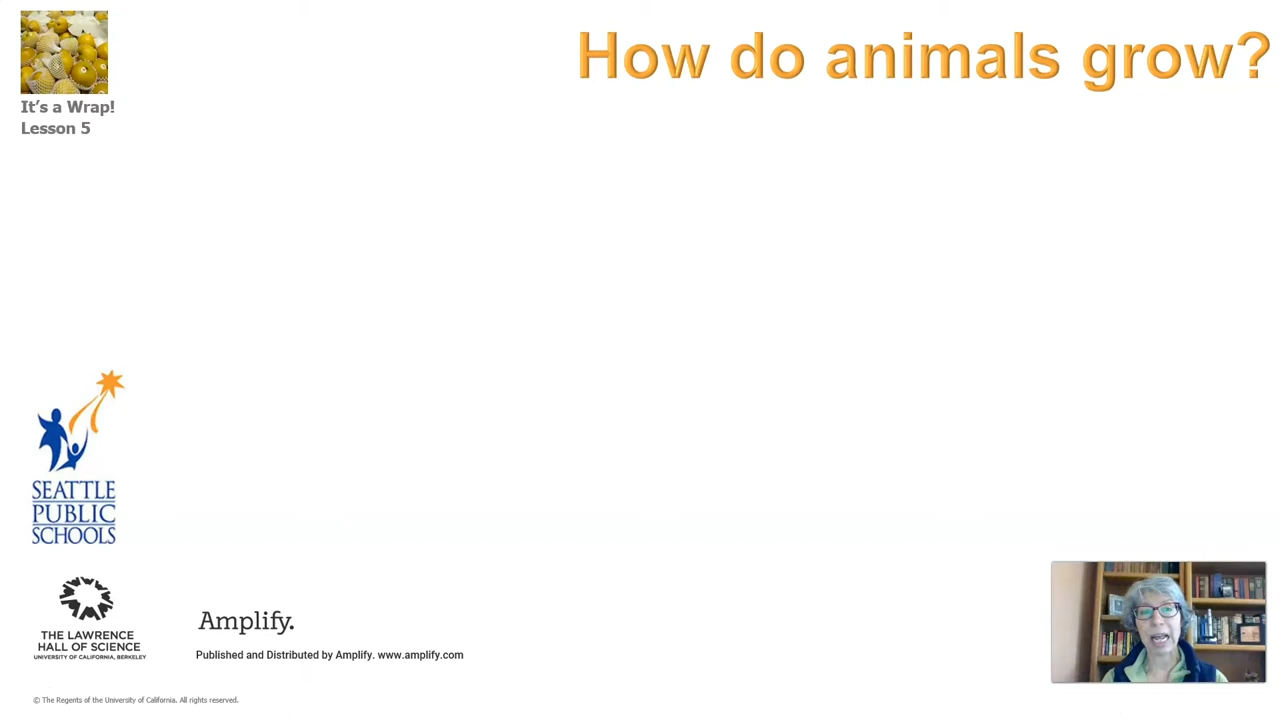 How do animals grow?
It's a Wrap!
Lesson 5
SEATTLE
PUBLIC
SCHOOLS
THE LAWRENCE
HALL OF SCIENCE
UNIVERSITY OF CALIFORNIA, BERKELEY
Amplify.
Published and Distributed by Amplify. www.amplify.com
© The Regents of the University of California. All rights reserved.